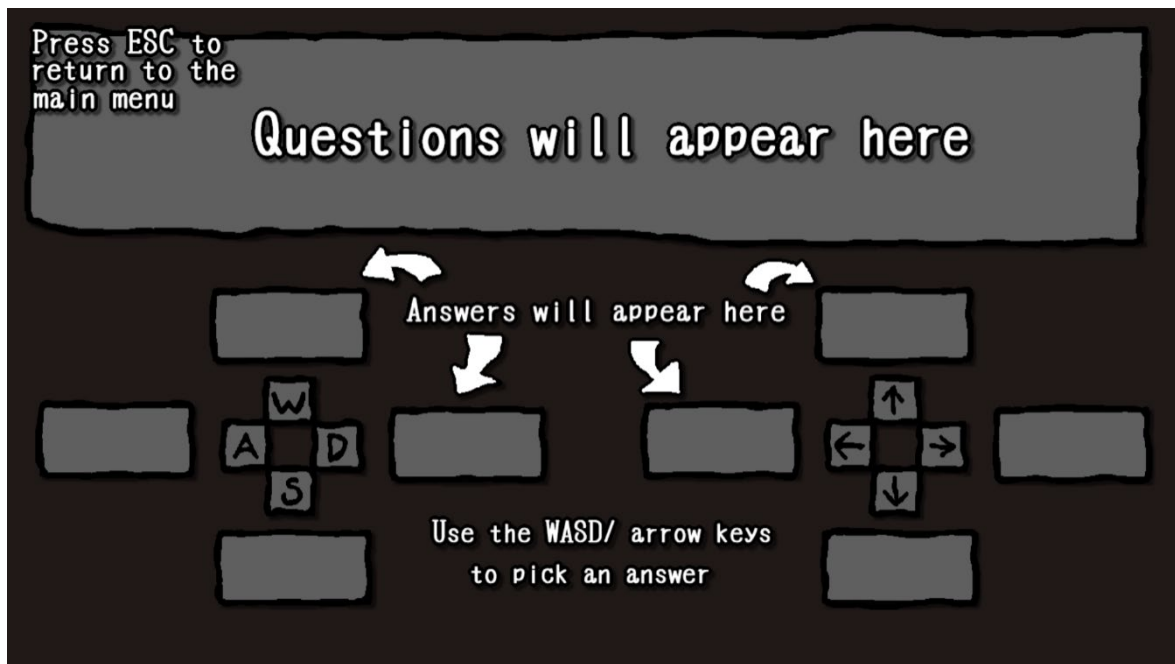 Press ESC to
return to the
main menu
Questions will appear here
Answers will appear here
W
A
D
S
↑
←
→
↓
Use the WASD/ arrow keys
to pick an answer